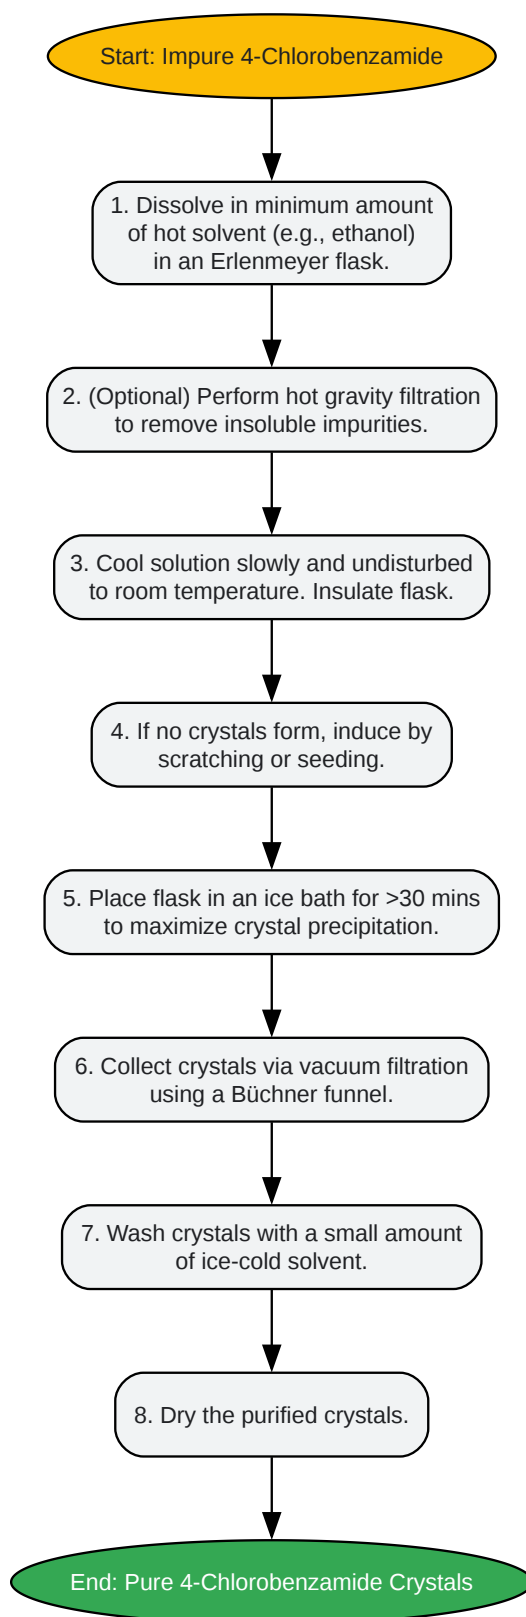 Start: Impure 4-Chlorobenzamide
1. Dissolve in minimum amount
of hot solvent (e.g., ethanol)
in an Erlenmeyer flask.
2. (Optional) Perform hot gravity filtration
to remove insoluble impurities.
3. Cool solution slowly and undisturbed
to room temperature. Insulate flask.
4. If no crystals form, induce by
scratching or seeding.
5. Place flask in an ice bath for >30 mins
to maximize crystal precipitation.
6. Collect crystals via vacuum filtration
using a Büchner funnel.
7. Wash crystals with a small amount
of ice-cold solvent.
8. Dry the purified crystals.
End: Pure 4-Chlorobenzamide Crystals